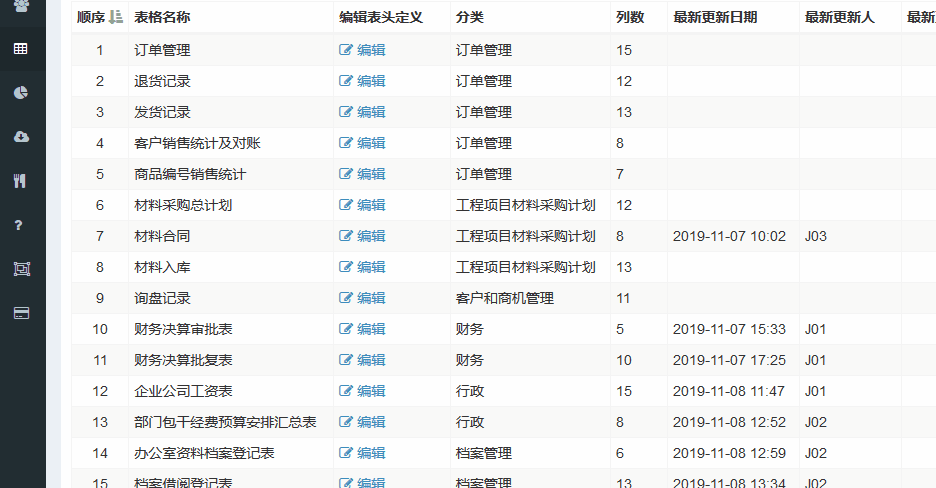 顺序 表格名称 编辑表头定义 分类 列数 最新更新日期 最新更新人 最新
1 订单管理 编辑 订单管理 15
2 退货记录 编辑 订单管理 12
3 发货记录 编辑 订单管理 13
4 客户销售统计及对账 编辑 订单管理 8
5 商品编号销售统计 编辑 订单管理 7
6 材料采购总计划 编辑 工程项目材料采购计划 12
7 材料合同 编辑 工程项目材料采购计划 8 2019-11-07 10:02 J03
8 材料入库 编辑 工程项目材料采购计划 13
9 询盘记录 编辑 客户和商机管理 11
10 财务决算审批表 编辑 财务 5 2019-11-07 15:33 J01
11 财务决算批复表 编辑 财务 10 2019-11-07 17:25 J01
12 企业公司工资表 编辑 行政 15 2019-11-08 11:47 J01
13 部门包干经费预算安排汇总表 编辑 行政 8 2019-11-08 12:52 J02
14 办公室资料档案登记表 编辑 档案管理 6 2019-11-08 12:59 J02
15 档案借阅登记表 编辑 档案管理 13 2019-11-08 13:34 J02